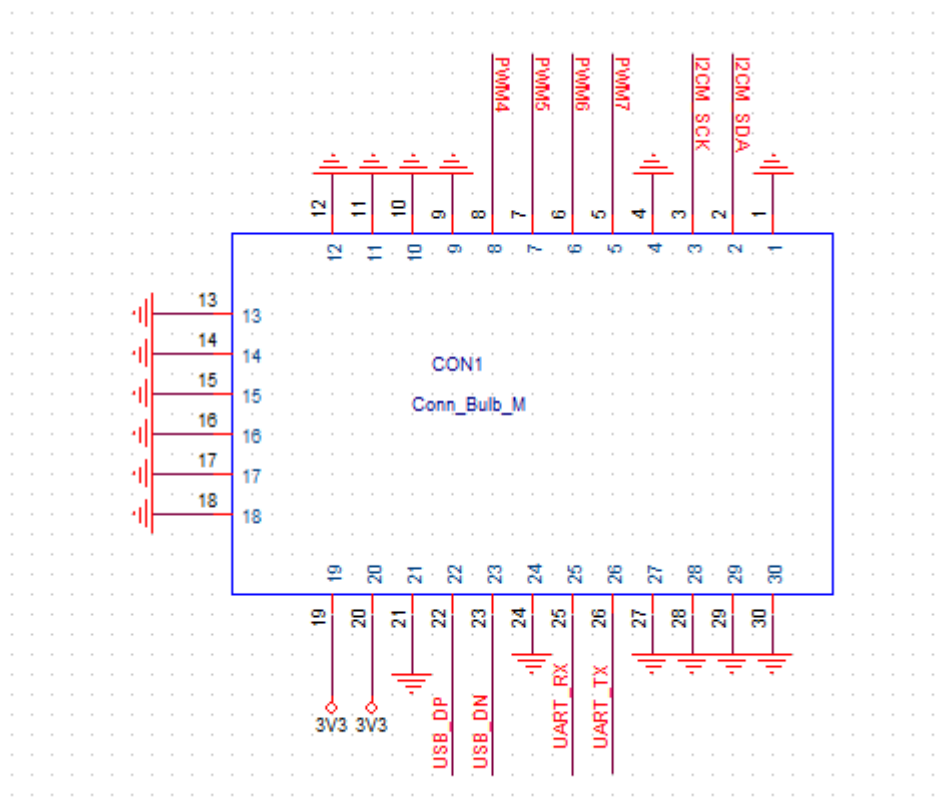 PWM4 PWM5 PWM6 PWM7 I2CM_SCK I2CM_SDA
12 11 10 9 8 7 6 5 4 3 2 1
12 11 10 9 8 7 6 5 4 3 2 1
13 13
14 14
15 15
16 16
17 17
18 18
CON1
Conn_Bulb_M
19 20 21 22 23 24 25 26 27 28 29 30
19 20 21 22 23 24 25 26 27 28 29 30
3V3 3V3 USB_DP USB_DN UART_RX UART_TX